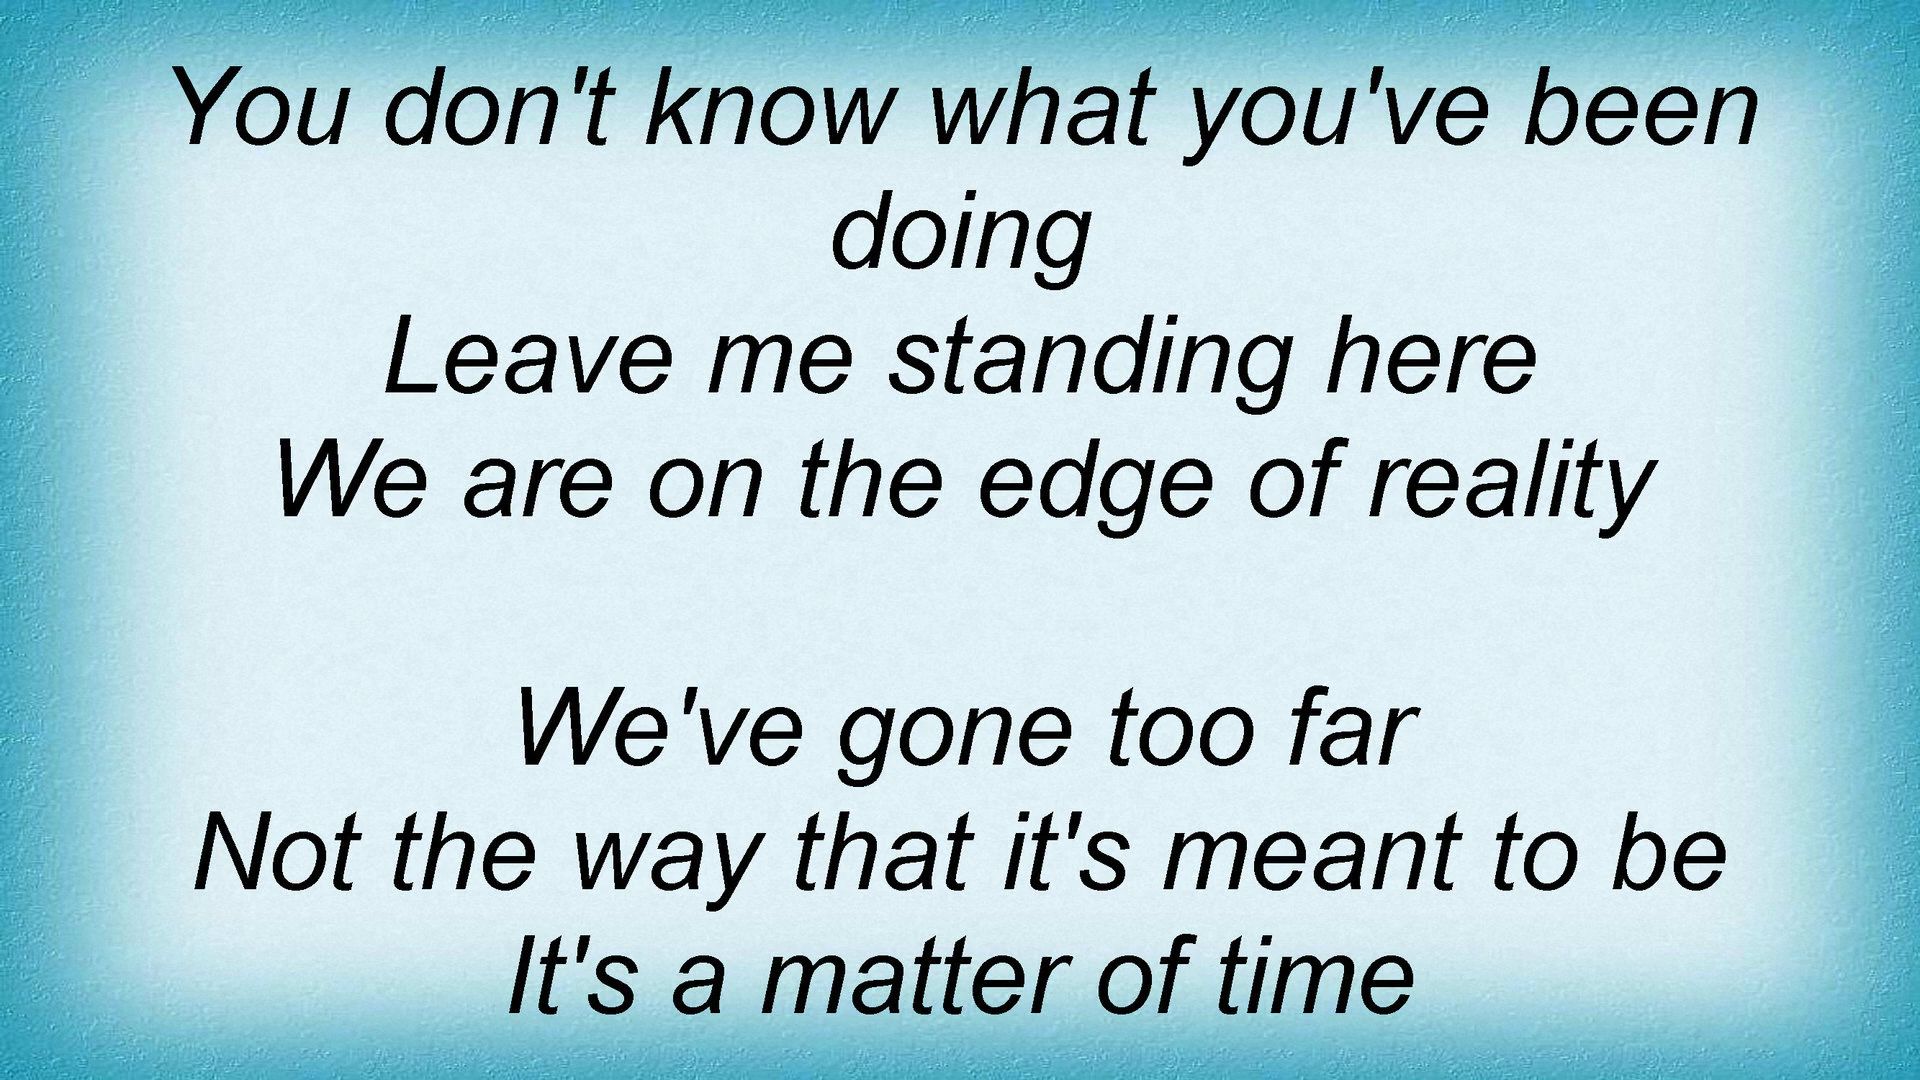 You don't know what you've been
doing
Leave me standing here
We are on the edge of reality
We've gone too far
Not the way that it's meant to be
It's a matter of time